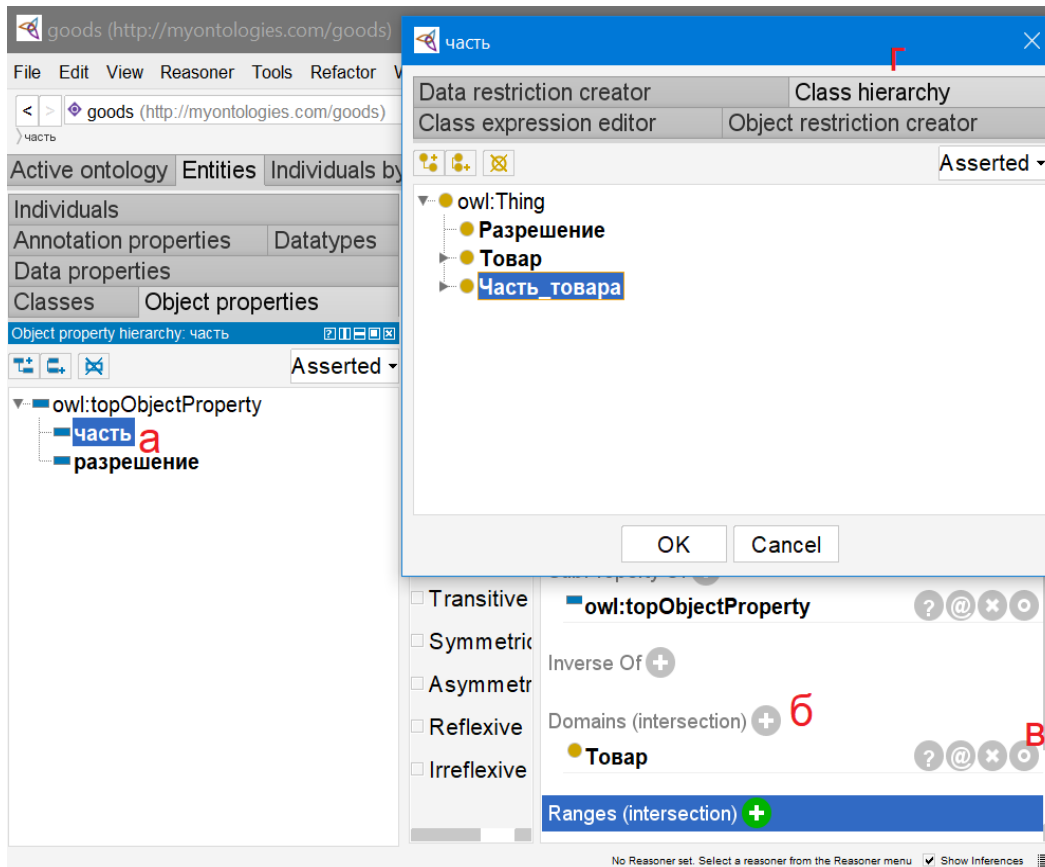 goods (http://myontologies.com/goods)
File Edit View Reasoner Tools Refactor
< > goods (http://myontologies.com/goods)
часть
Active ontology Entities Individuals by
Individuals
Annotation properties Datatypes
Data properties
Classes Object properties
Object property hierarchy: часть
Asserted
owl:topObjectProperty
часть а
разрешение
часть
г
Data restriction creator Class hierarchy
Class expression editor Object restriction creator
Asserted
owl:Thing
Разрешение
Товар
Часть_товара
OK Cancel
Transitive
Symmetric
Asymmetr
Reflexive
Irreflexive
owl:topObjectProperty
Inverse Of
Domains (intersection) б
в
Товар
Ranges (intersection)
No Reasoner set. Select a reasoner from the Reasoner menu Show Inferences